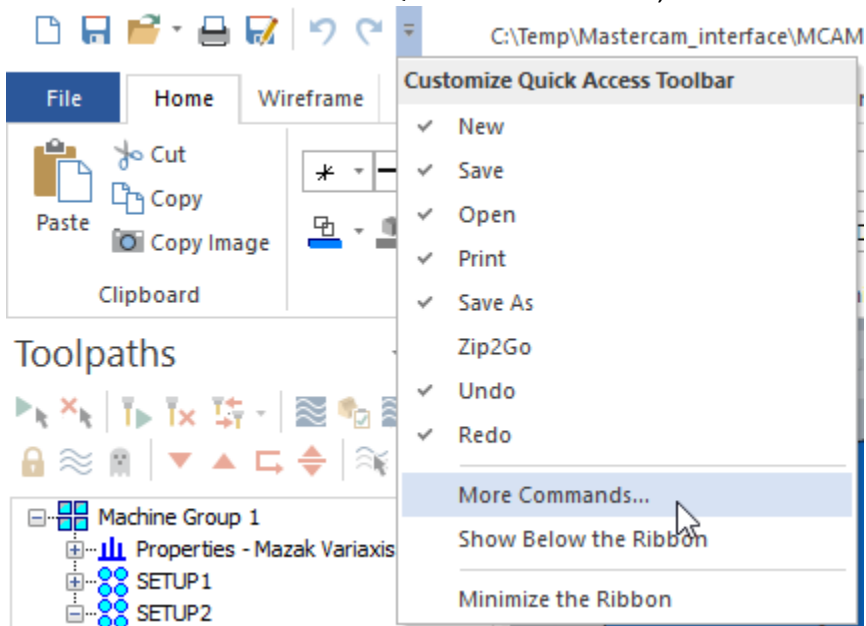 C:\Temp\Mastercam_interface\MCAM
Customize Quick Access Toolbar
File Home Wireframe
New
Cut
Save
Copy
Open
Paste
Copy Image
Print
Clipboard
Save As
Toolpaths
Zip2Go
Undo
Redo
More Commands...
Machine Group 1
Show Below the Ribbon
Properties - Mazak Variaxis
SETUP1
Minimize the Ribbon
SETUP2